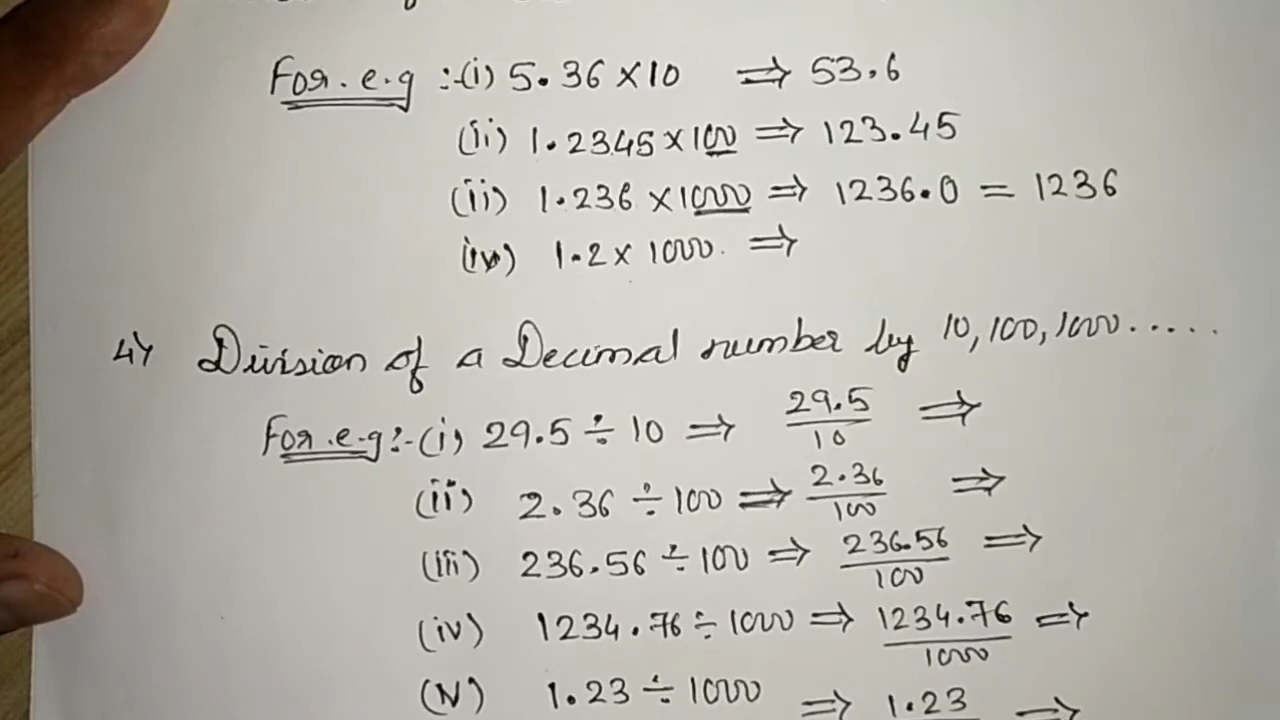 For. e.g :-(i) 5.36 × 10 ⇒ 53.6
(ii) 1.2345 × 100 ⇒ 123.45
(iii) 1.236 × 1000 ⇒ 1236.0 = 1236
(iv) 1.2 × 1000. ⇒
4) Division of a Decimal number by 10, 100, 1000 .....
For .e.g :- (i) 29.5 ÷ 10 ⇒ 29.5/10 ⇒
(ii) 2.36 ÷ 100 ⇒ 2.36/100 ⇒
(iii) 236.56 ÷ 100 ⇒ 236.56/100 ⇒
(iv) 1234.76 ÷ 1000 ⇒ 1234.76/1000 ⇒
(V) 1.23 ÷ 1000 ⇒ 1.23 ⇒